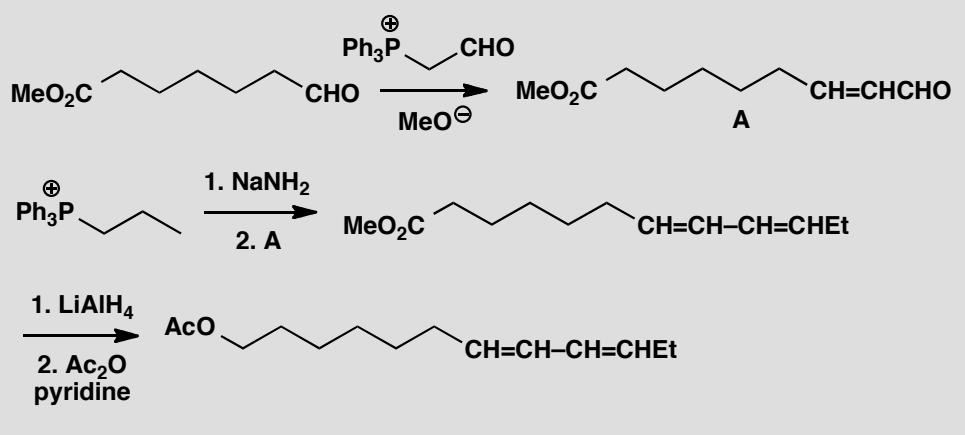 ⊕
Ph₃P CHO
MeO₂C CHO
MeO⊖
MeO₂C CH=CHCHO
A
⊕
Ph₃P
1. NaNH₂
2. A
MeO₂C CH=CH–CH=CHEt
1. LiAlH₄
2. Ac₂O
pyridine
AcO CH=CH–CH=CHEt